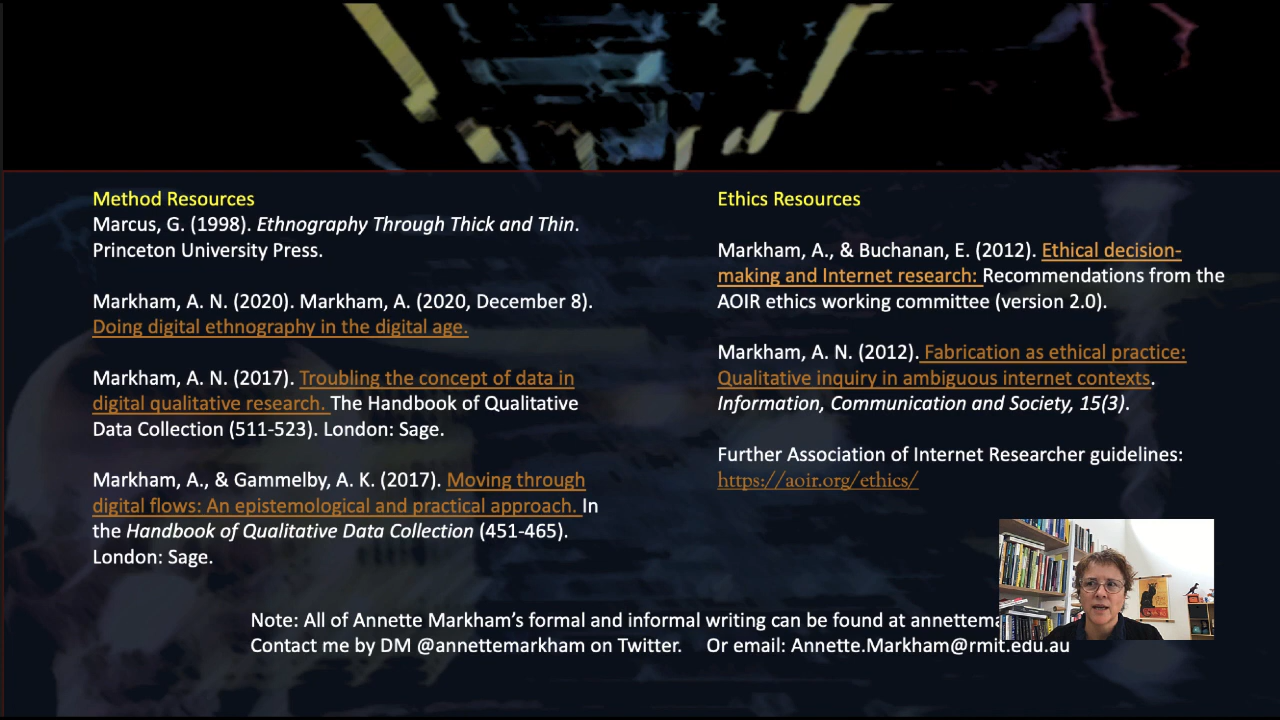 Method Resources
Marcus, G. (1998). Ethnography Through Thick and Thin.
Princeton University Press.
Markham, A. N. (2020). Markham, A. (2020, December 8).
Doing digital ethnography in the digital age.
Markham, A. N. (2017). Troubling the concept of data in
digital qualitative research. The Handbook of Qualitative
Data Collection (511-523). London: Sage.
Markham, A., & Gammelby, A. K. (2017). Moving through
digital flows: An epistemological and practical approach. In
the Handbook of Qualitative Data Collection (451-465).
London: Sage.
Ethics Resources
Markham, A., & Buchanan, E. (2012). Ethical decision-
making and Internet research: Recommendations from the
AOIR ethics working committee (version 2.0).
Markham, A. N. (2012). Fabrication as ethical practice:
Qualitative inquiry in ambiguous internet contexts.
Information, Communication and Society, 15(3).
Further Association of Internet Researcher guidelines:
https://aoir.org/ethics/
Note: All of Annette Markham’s formal and informal writing can be found at annettema
Contact me by DM @annettemarkham on Twitter. Or email: Annette.Markham@rmit.edu.au